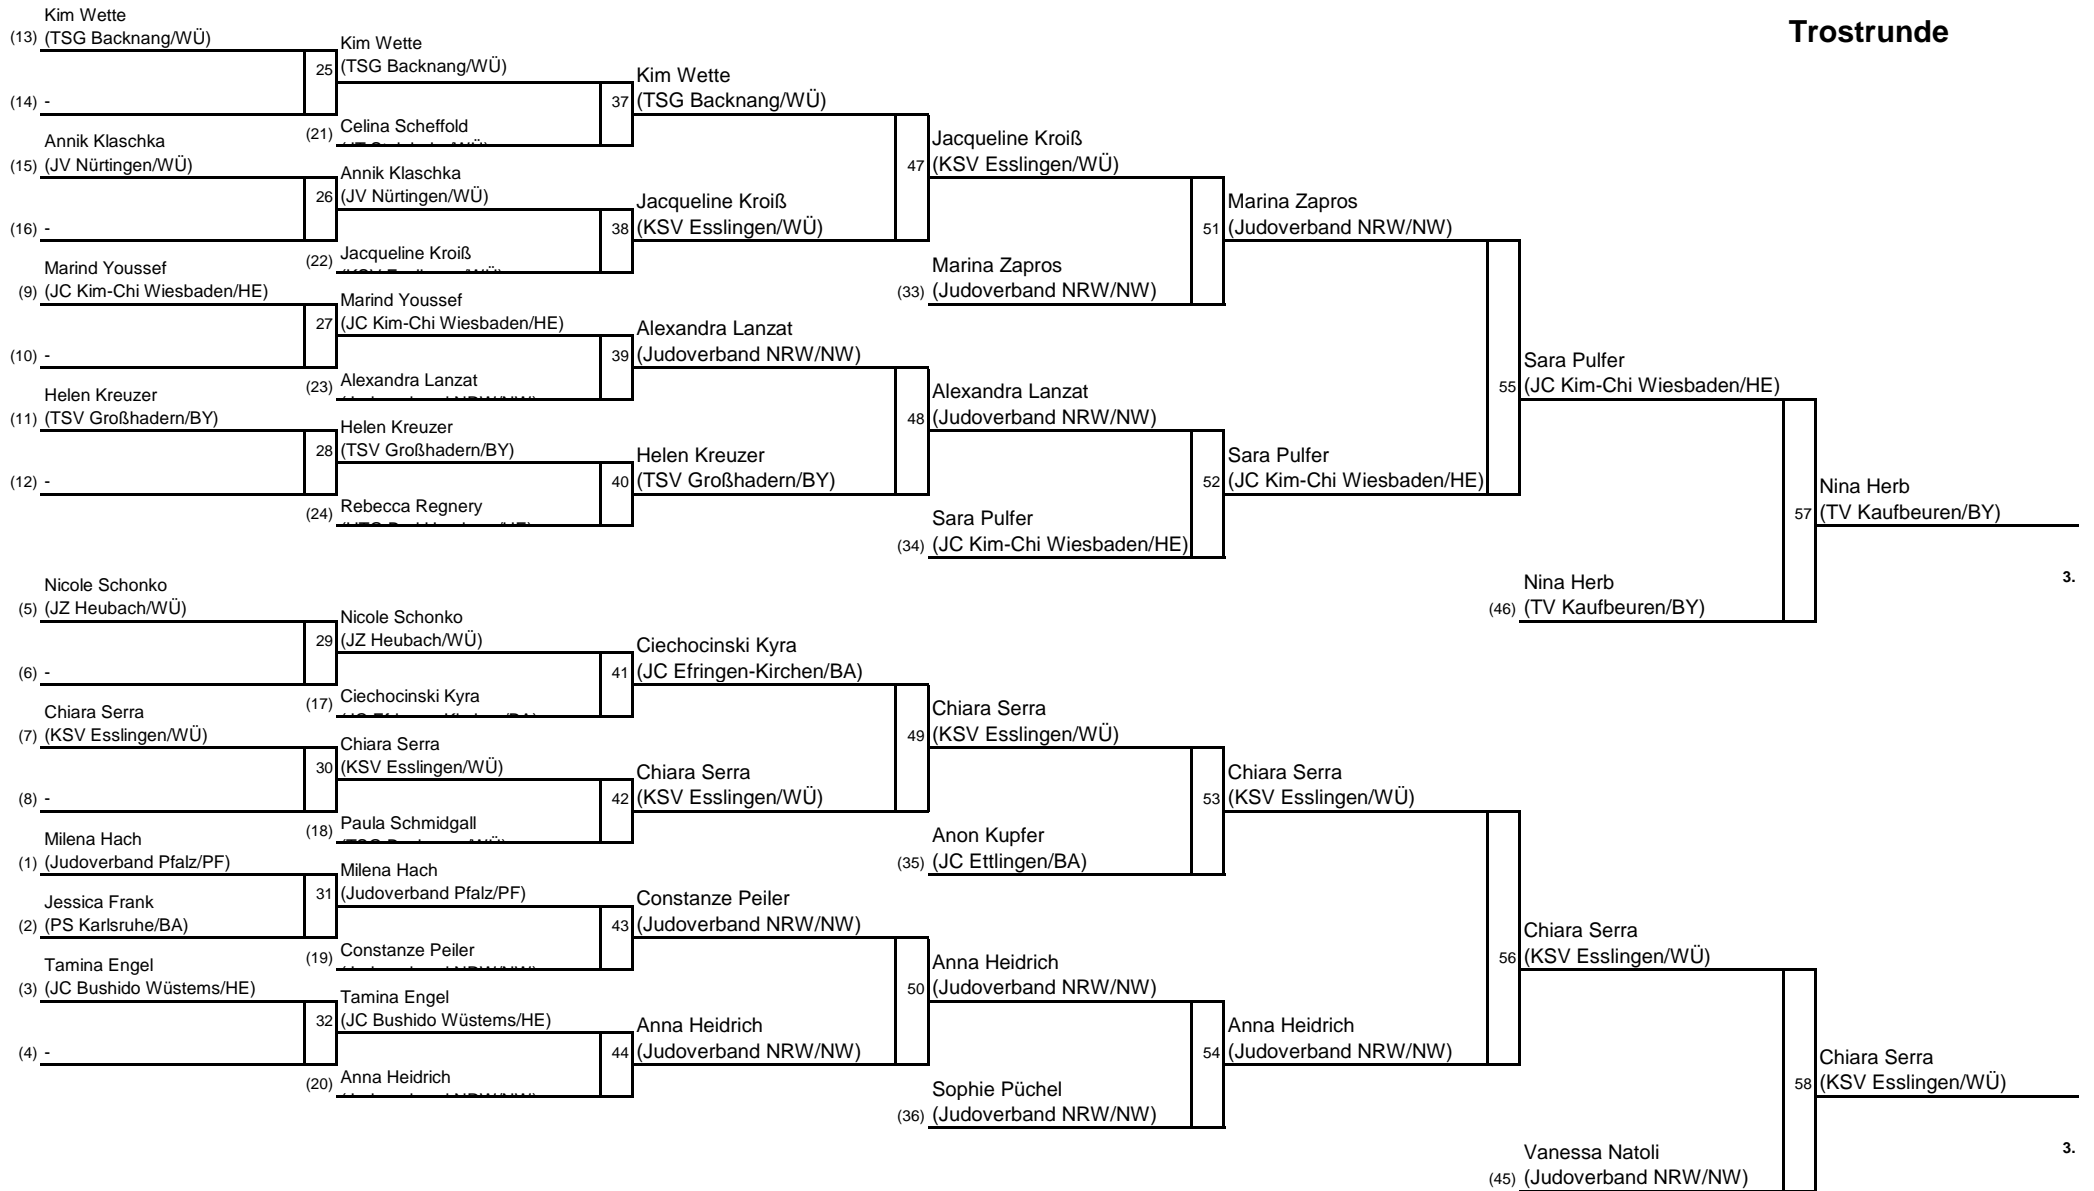 Trostrunde
Kim Wette
(13) (TSG Backnang/WÜ)
(14) -
Annik Klaschka
(15) (JV Nürtingen/WÜ)
(16) -
Marind Youssef
(9) (JC Kim-Chi Wiesbaden/HE)
(10) -
Helen Kreuzer
(11) (TSV Großhadern/BY)
(12) -
Nicole Schonko
(5) (JZ Heubach/WÜ)
(6) -
Chiara Serra
(7) (KSV Esslingen/WÜ)
(8) -
Milena Hach
(1) (Judoverband Pfalz/PF)
Jessica Frank
(2) (PS Karlsruhe/BA)
Tamina Engel
(3) (JC Bushido Wüstems/HE)
(4) -
Kim Wette
25 (TSG Backnang/WÜ)
(21) Celina Scheffold
Annik Klaschka
26 (JV Nürtingen/WÜ)
(22) Jacqueline Kroiß
Marind Youssef
27 (JC Kim-Chi Wiesbaden/HE)
(23) Alexandra Lanzat
Helen Kreuzer
28 (TSV Großhadern/BY)
(24) Rebecca Regnery
Nicole Schonko
29 (JZ Heubach/WÜ)
(17) Ciechocinski Kyra
Chiara Serra
30 (KSV Esslingen/WÜ)
(18) Paula Schmidgall
Milena Hach
31 (Judoverband Pfalz/PF)
(19) Constanze Peiler
Tamina Engel
32 (JC Bushido Wüstems/HE)
(20) Anna Heidrich
Kim Wette
37 (TSG Backnang/WÜ)
Jacqueline Kroiß
38 (KSV Esslingen/WÜ)
Alexandra Lanzat
39 (Judoverband NRW/NW)
Helen Kreuzer
40 (TSV Großhadern/BY)
Ciechocinski Kyra
41 (JC Efringen-Kirchen/BA)
Chiara Serra
42 (KSV Esslingen/WÜ)
Constanze Peiler
43 (Judoverband NRW/NW)
Anna Heidrich
44 (Judoverband NRW/NW)
Jacqueline Kroiß
47 (KSV Esslingen/WÜ)
Marina Zapros
(33) (Judoverband NRW/NW)
Alexandra Lanzat
48 (Judoverband NRW/NW)
Sara Pulfer
(34) (JC Kim-Chi Wiesbaden/HE)
Chiara Serra
49 (KSV Esslingen/WÜ)
Anon Kupfer
(35) (JC Ettlingen/BA)
Anna Heidrich
50 (Judoverband NRW/NW)
Sophie Püchel
(36) (Judoverband NRW/NW)
Marina Zapros
51 (Judoverband NRW/NW)
Sara Pulfer
52 (JC Kim-Chi Wiesbaden/HE)
Chiara Serra
53 (KSV Esslingen/WÜ)
Anna Heidrich
54 (Judoverband NRW/NW)
Sara Pulfer
55 (JC Kim-Chi Wiesbaden/HE)
Nina Herb
(46) (TV Kaufbeuren/BY)
Chiara Serra
56 (KSV Esslingen/WÜ)
Vanessa Natoli
(45) (Judoverband NRW/NW)
Nina Herb
57 (TV Kaufbeuren/BY)
3.
Chiara Serra
58 (KSV Esslingen/WÜ)
3.